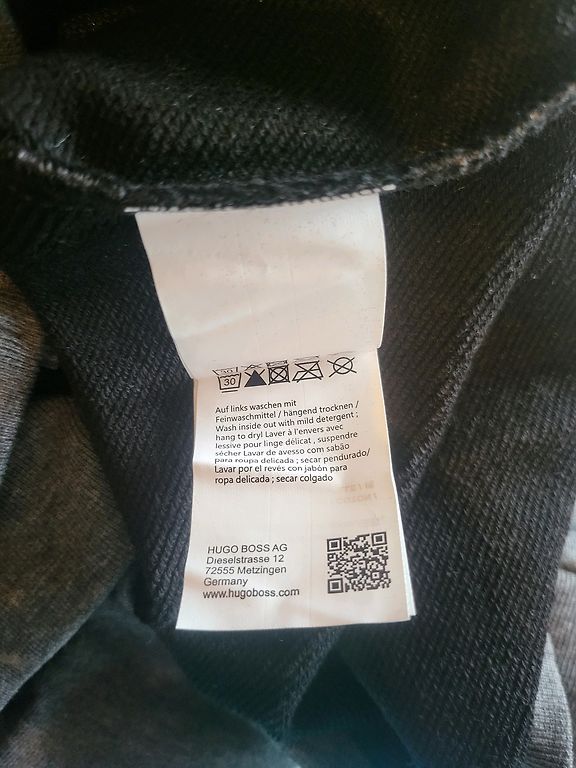 30
Auf links waschen mit
Feinwaschmittel / hängend trocknen /
Wash inside out with mild detergent ;
hang to dry/ Laver à l'envers avec
lessive pour linge délicat , suspendre
sécher/ Lavar de avesso com sabão
para roupa delicada ; secar pendurado/
Lavar por el revés con jabón para
ropa delicada ; secar colgado
HUGO BOSS AG
Dieselstrasse 12
72555 Metzingen
Germany
www.hugoboss.com